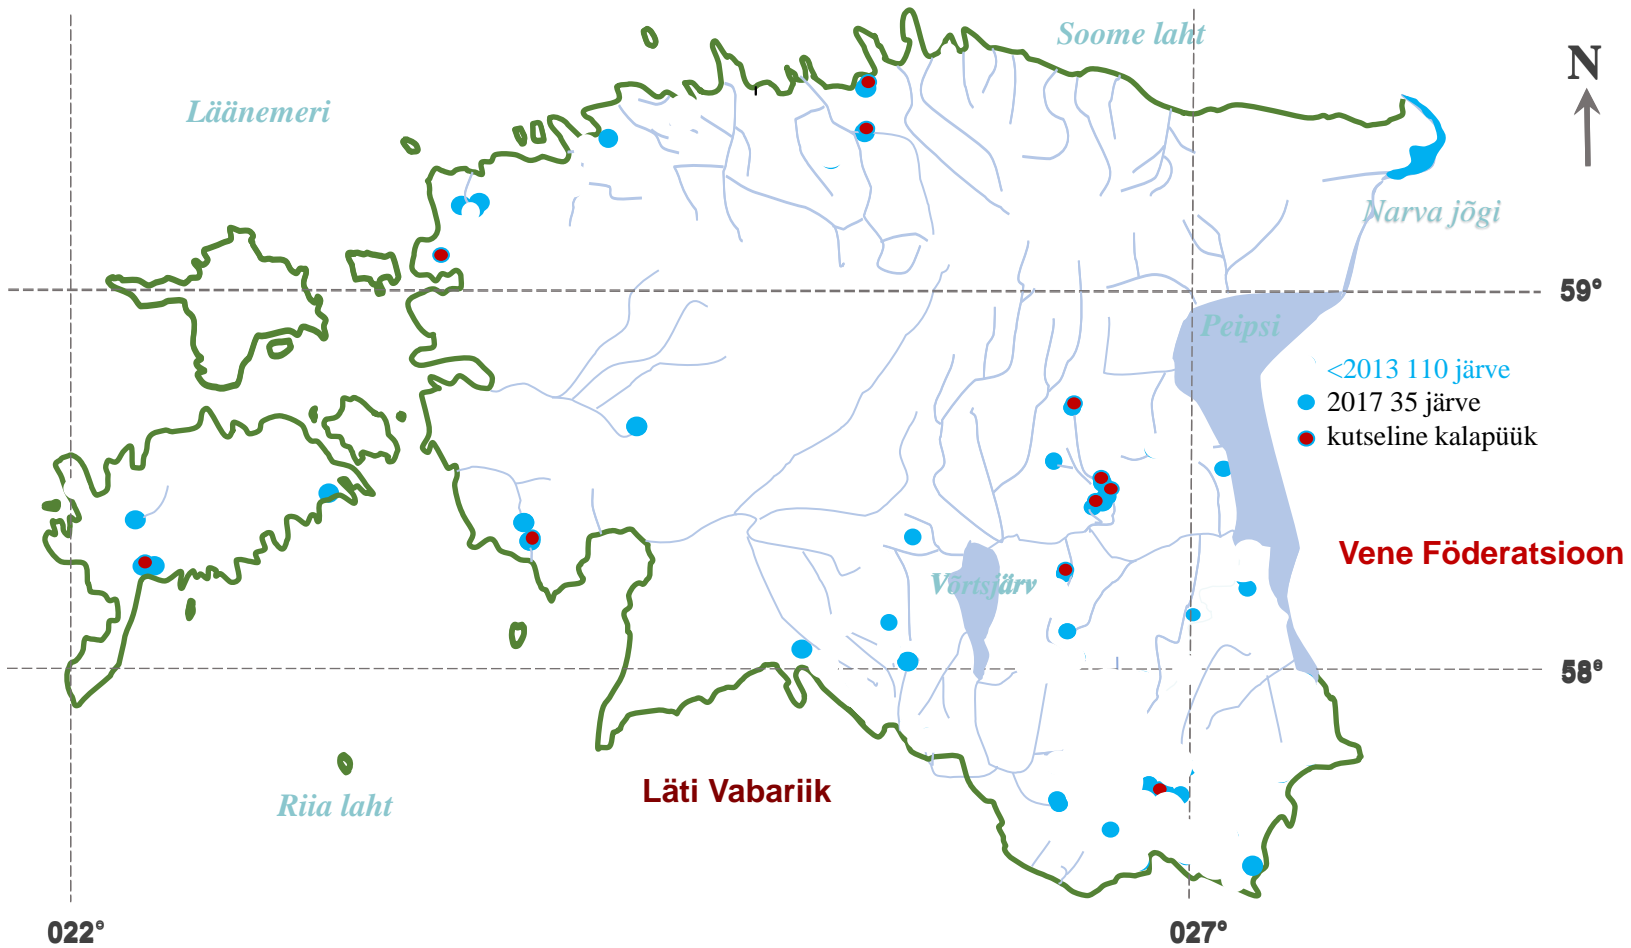 Soome laht
N
Läänemeri
Narva jõgi
59°
Peipsi
<2013 110 järve
2017 35 järve
kutseline kalapüük
Vene Föderatsioon
Võrtsjärv
58°
Läti Vabariik
Riia laht
022°
027°